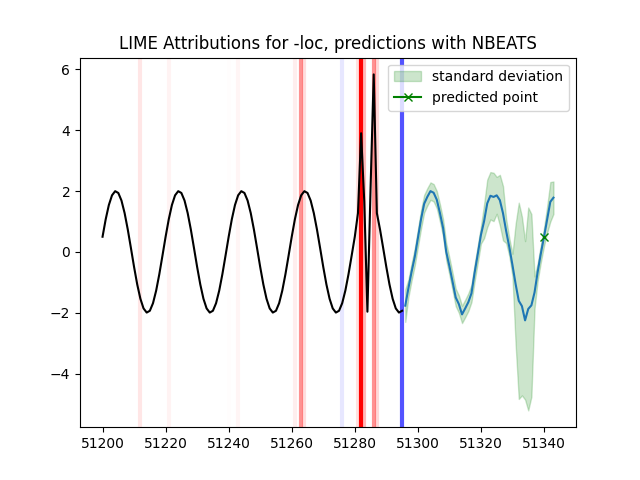 LIME Attributions for -loc, predictions with NBEATS
standard deviation
predicted point
6
4
2
0
−2
−4
51200 51220 51240 51260 51280 51300 51320 51340